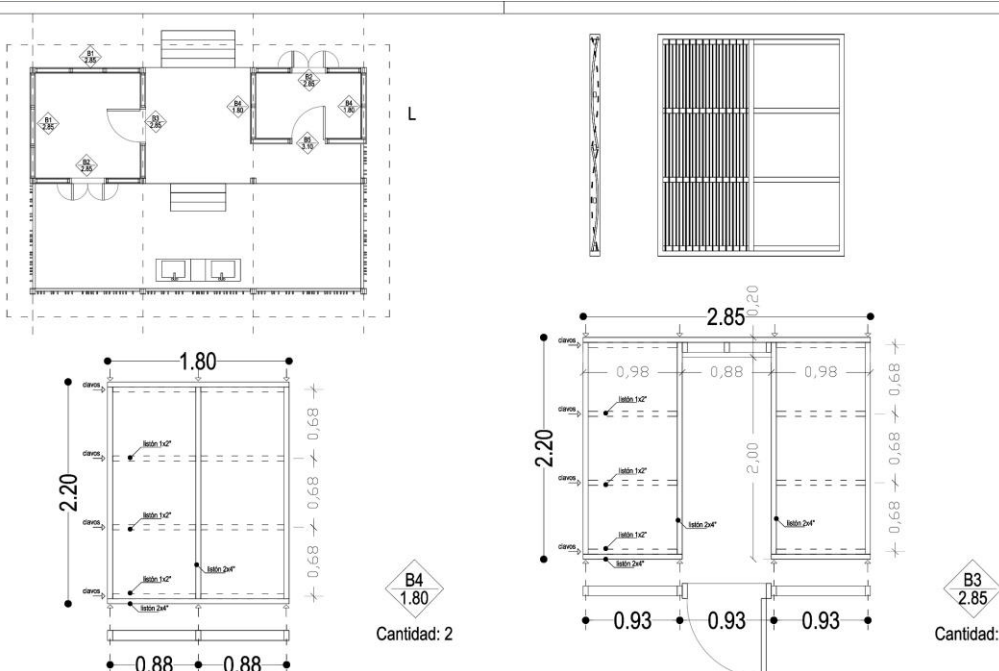 B1
2.85
B1
2.85
B2
2.85
B3
2.85
B4
1.80
B2
2.85
B4
1.80
B5
3.10
L
1.80
2.20
clavos
clavos
clavos
clavos
listón 1x2"
listón 1x2"
listón 1x2"
listón 2x4"
listón 2x4"
0,68
0,68
0,68
0.88
0.88
B4
1.80
Cantidad: 2
0,20
2.85
2.20
0,98
0,88
0,98
2,00
clavos
clavos
clavos
clavos
listón 1x2"
listón 1x2"
listón 1x2"
listón 2x4"
listón 2x4"
listón 2x4"
0,68
0,68
0,68
0.93
0.93
0.93
B3
2.85
Cantidad: